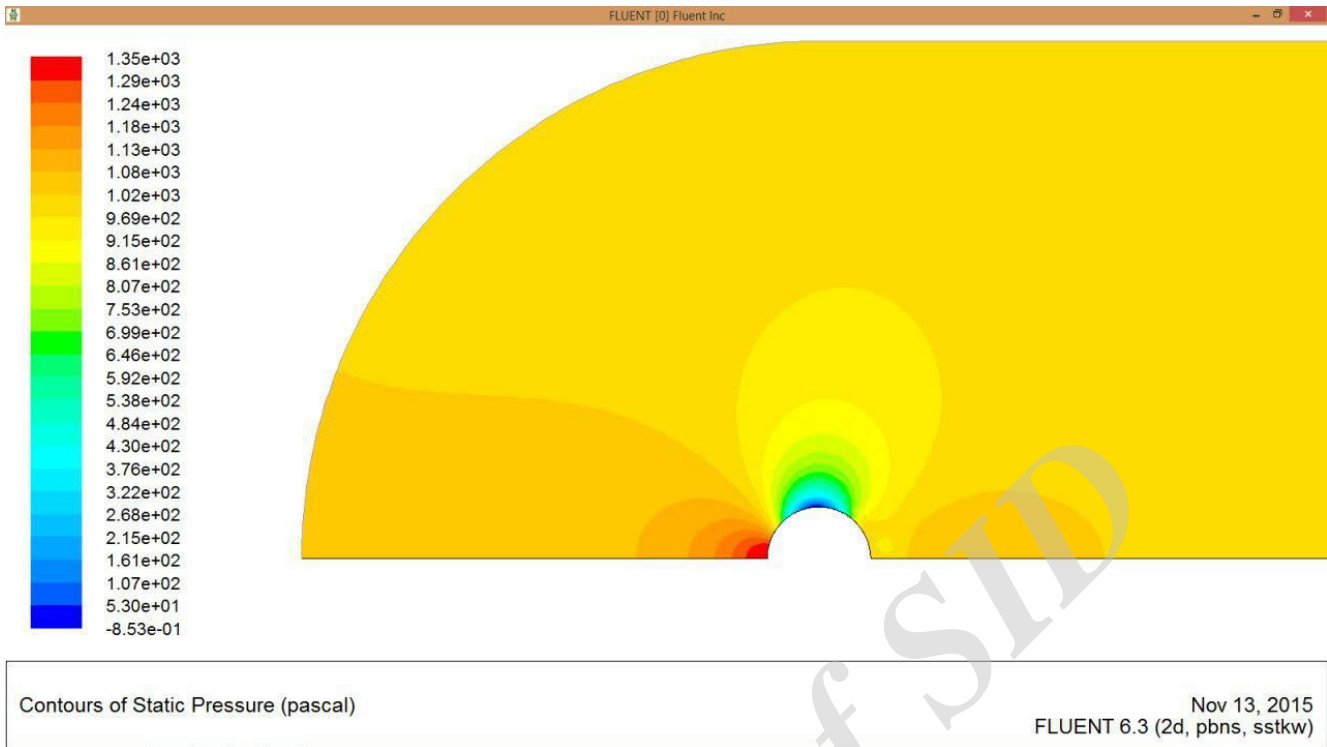 FLUENT [0] Fluent Inc
1.35e+03
1.29e+03
1.24e+03
1.18e+03
1.13e+03
1.08e+03
1.02e+03
9.69e+02
9.15e+02
8.61e+02
8.07e+02
7.53e+02
6.99e+02
6.46e+02
5.92e+02
5.38e+02
4.84e+02
4.30e+02
3.76e+02
3.22e+02
2.68e+02
2.15e+02
1.61e+02
1.07e+02
5.30e+01
-8.53e-01
f SID
Contours of Static Pressure (pascal)
Nov 13, 2015
FLUENT 6.3 (2d, pbns, sstkw)